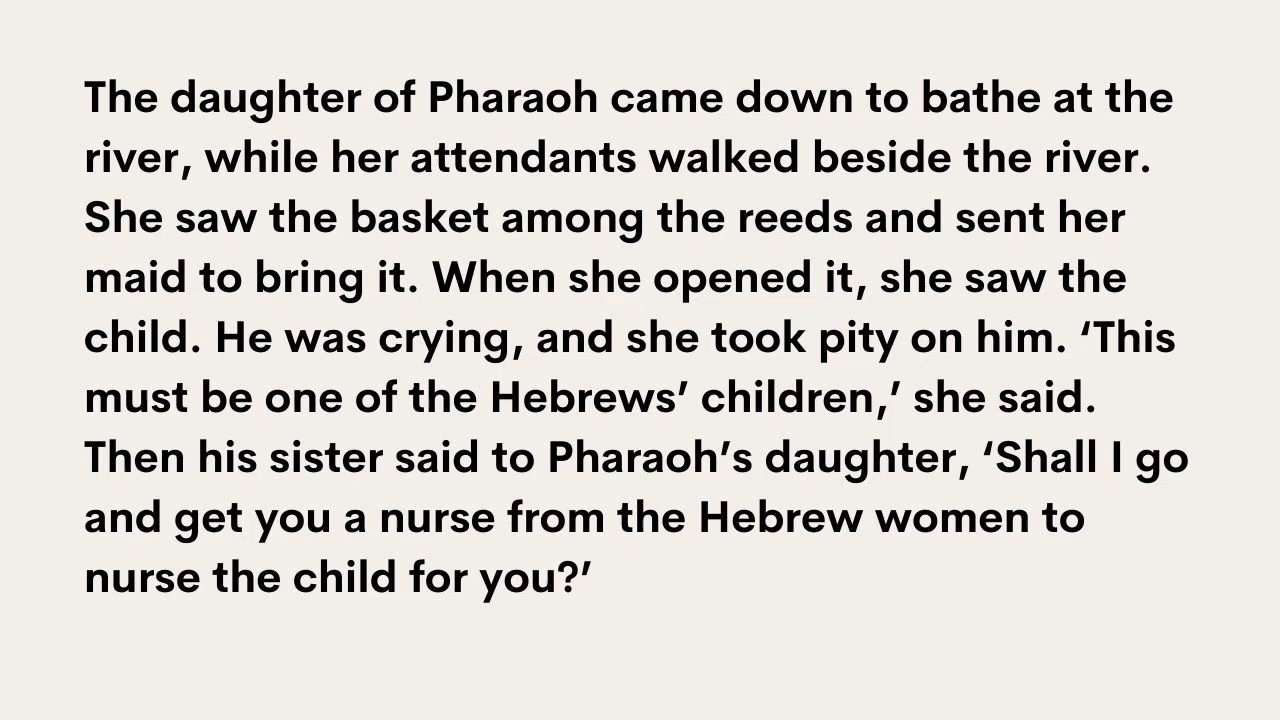 The daughter of Pharaoh came down to bathe at the
river, while her attendants walked beside the river.
She saw the basket among the reeds and sent her
maid to bring it. When she opened it, she saw the
child. He was crying, and she took pity on him. ‘This
must be one of the Hebrews’ children,’ she said.
Then his sister said to Pharaoh’s daughter, ‘Shall I go
and get you a nurse from the Hebrew women to
nurse the child for you?’